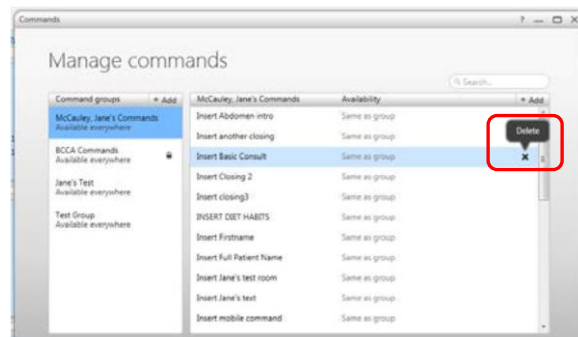 Commands
Manage commands
Search...
Command groups + Add
McCauley, Jane's Commands
Available everywhere
BCCA Commands
Available everywhere
Jane's Test
Available everywhere
Test Group
Available everywhere
McCauley, Jane's Commands Availability + Add
Insert Abdomen intro Same as group
Insert another closing Same as group
Delete
Insert Basic Consult Same as group
Insert Closing 2 Same as group
Insert closing3 Same as group
INSERT DIET HABITS Same as group
Insert Firstname Same as group
Insert Full Patient Name Same as group
Insert Jane's test room Same as group
Insert Jane's text Same as group
Insert mobile command Same as group